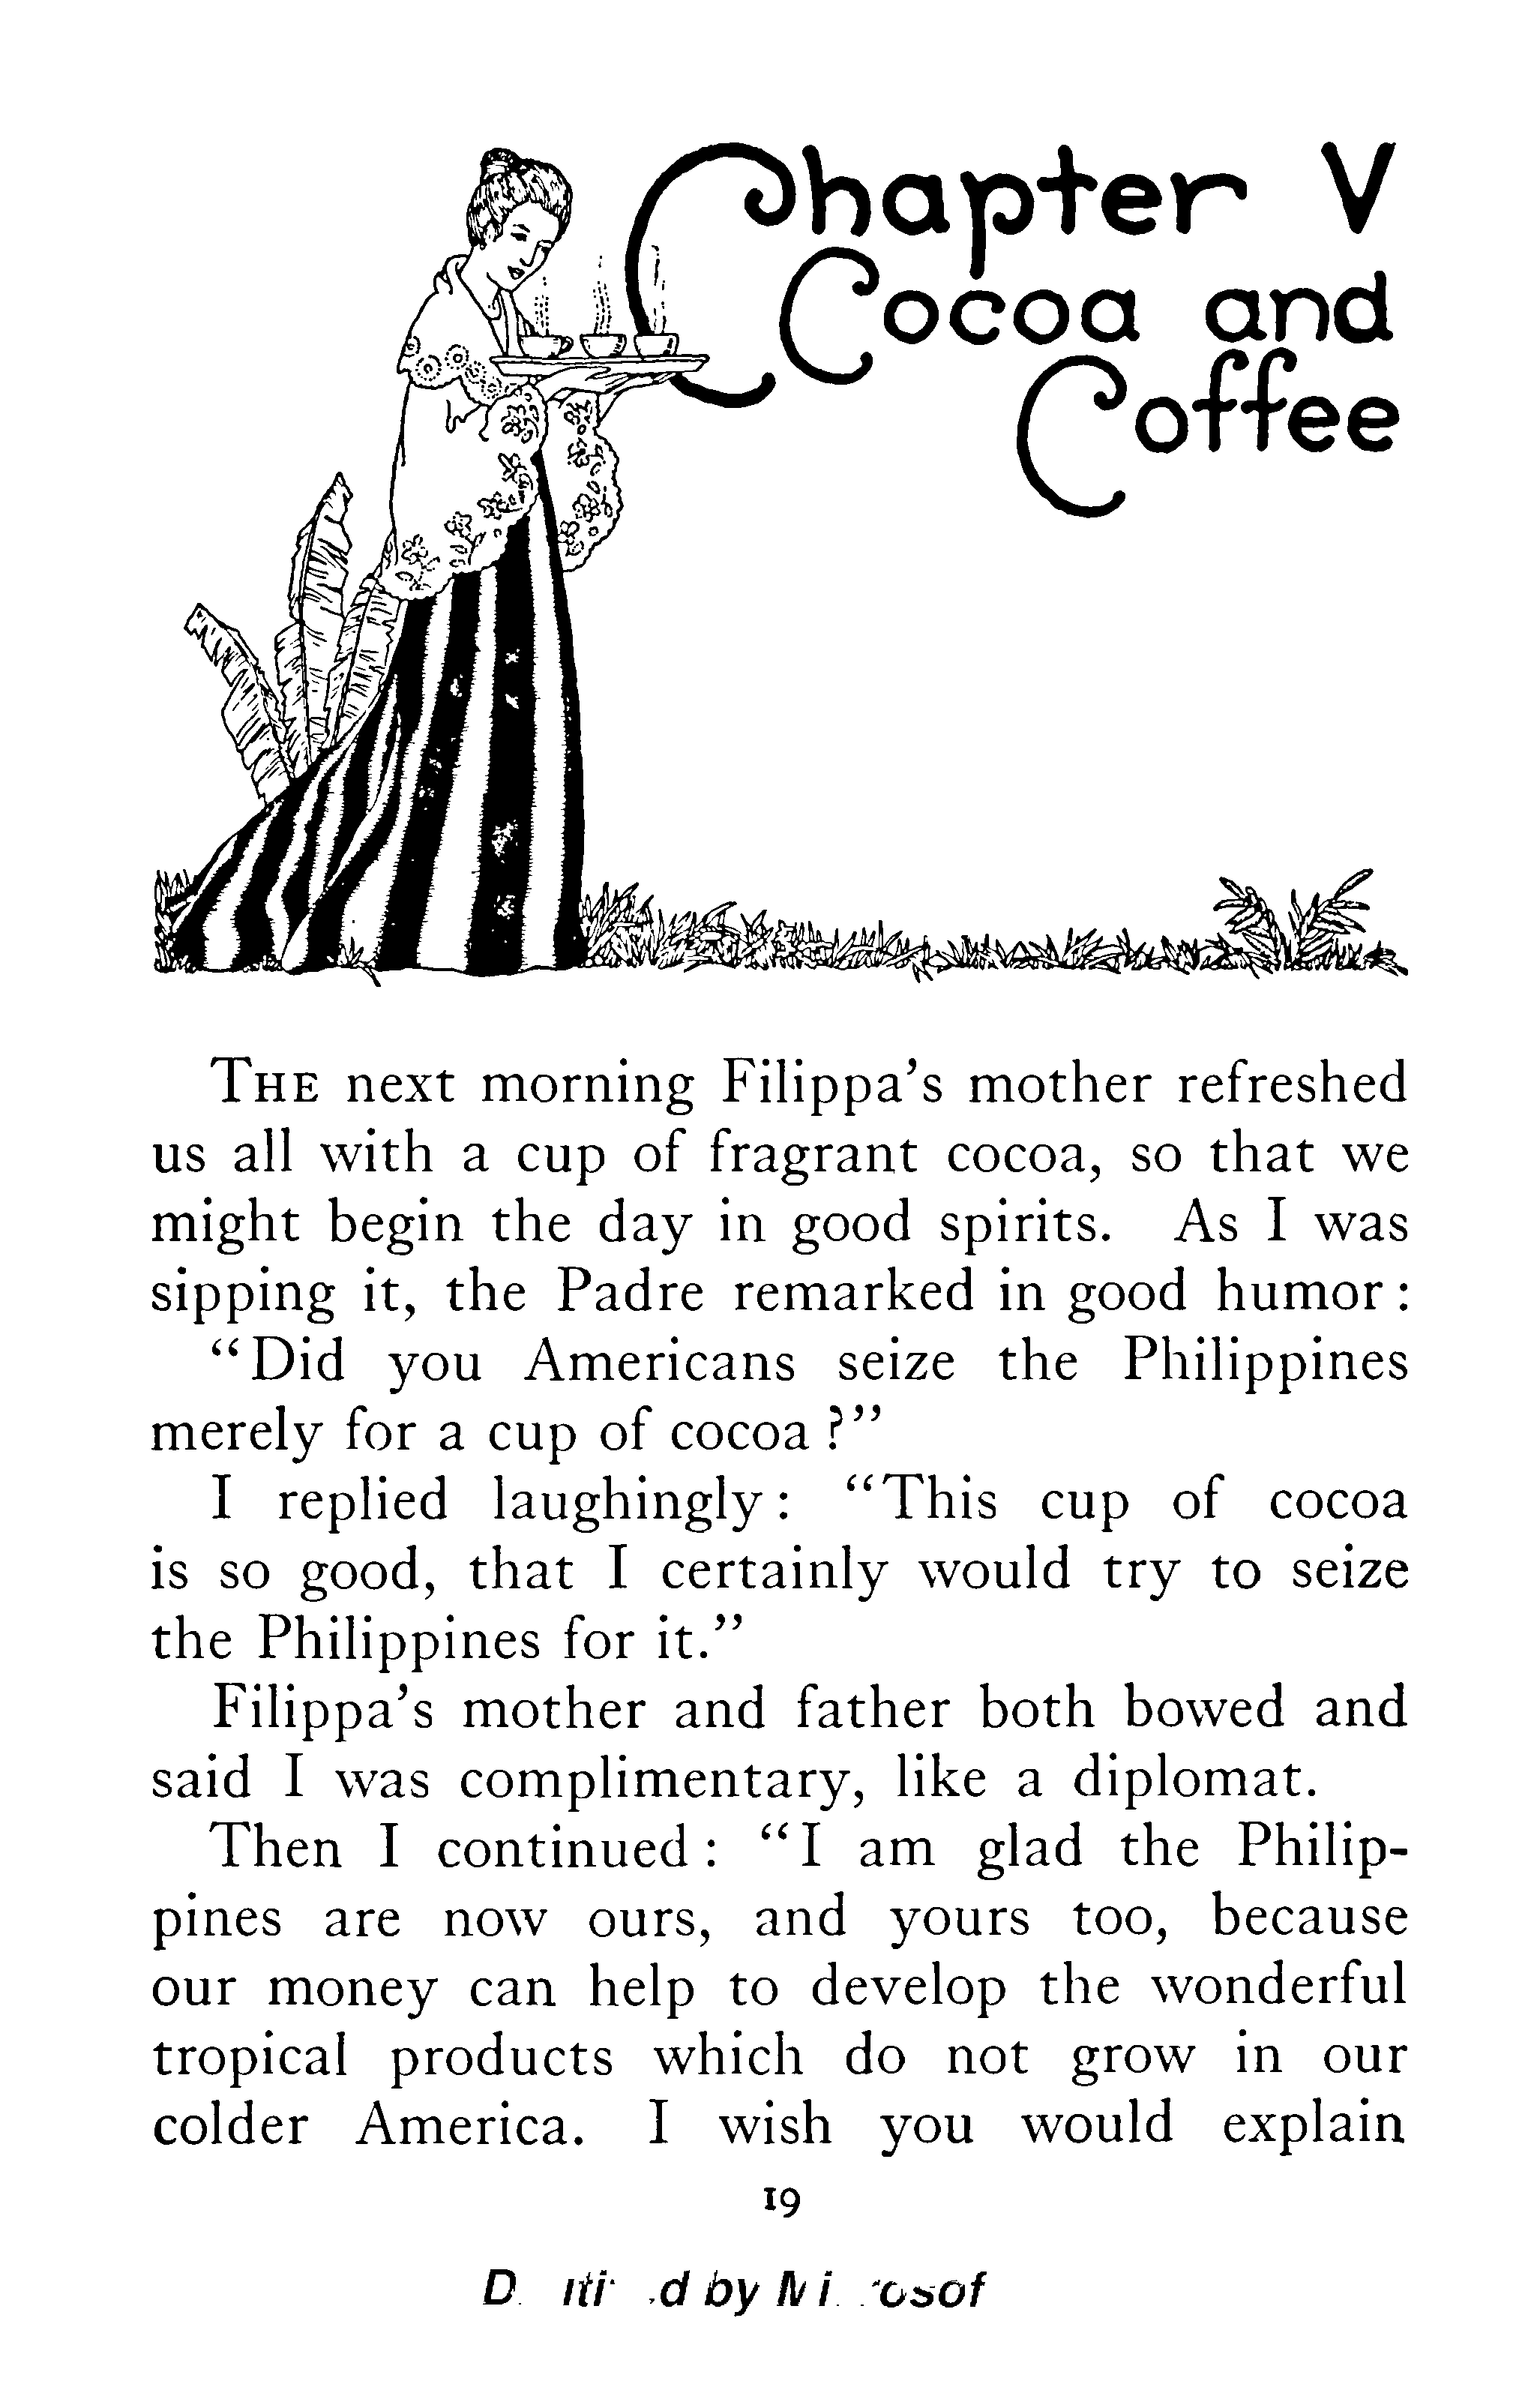 Chapter V
Cocoa and
Coffee
THE next morning Filippa's mother refreshed
us all with a cup of fragrant cocoa, so that we
might begin the day in good spirits. As I was
sipping it, the Padre remarked in good humor:
"Did you Americans seize the Philippines
merely for a cup of cocoa?"
I replied laughingly: "This cup of cocoa
is so good, that I certainly would try to seize
the Philippines for it."
Filippa's mother and father both bowed and
said I was complimentary, like a diplomat.
Then I continued: "I am glad the Philip-
pines are now ours, and yours too, because
our money can help to develop the wonderful
tropical products which do not grow in our
colder America. I wish you would explain
19
by